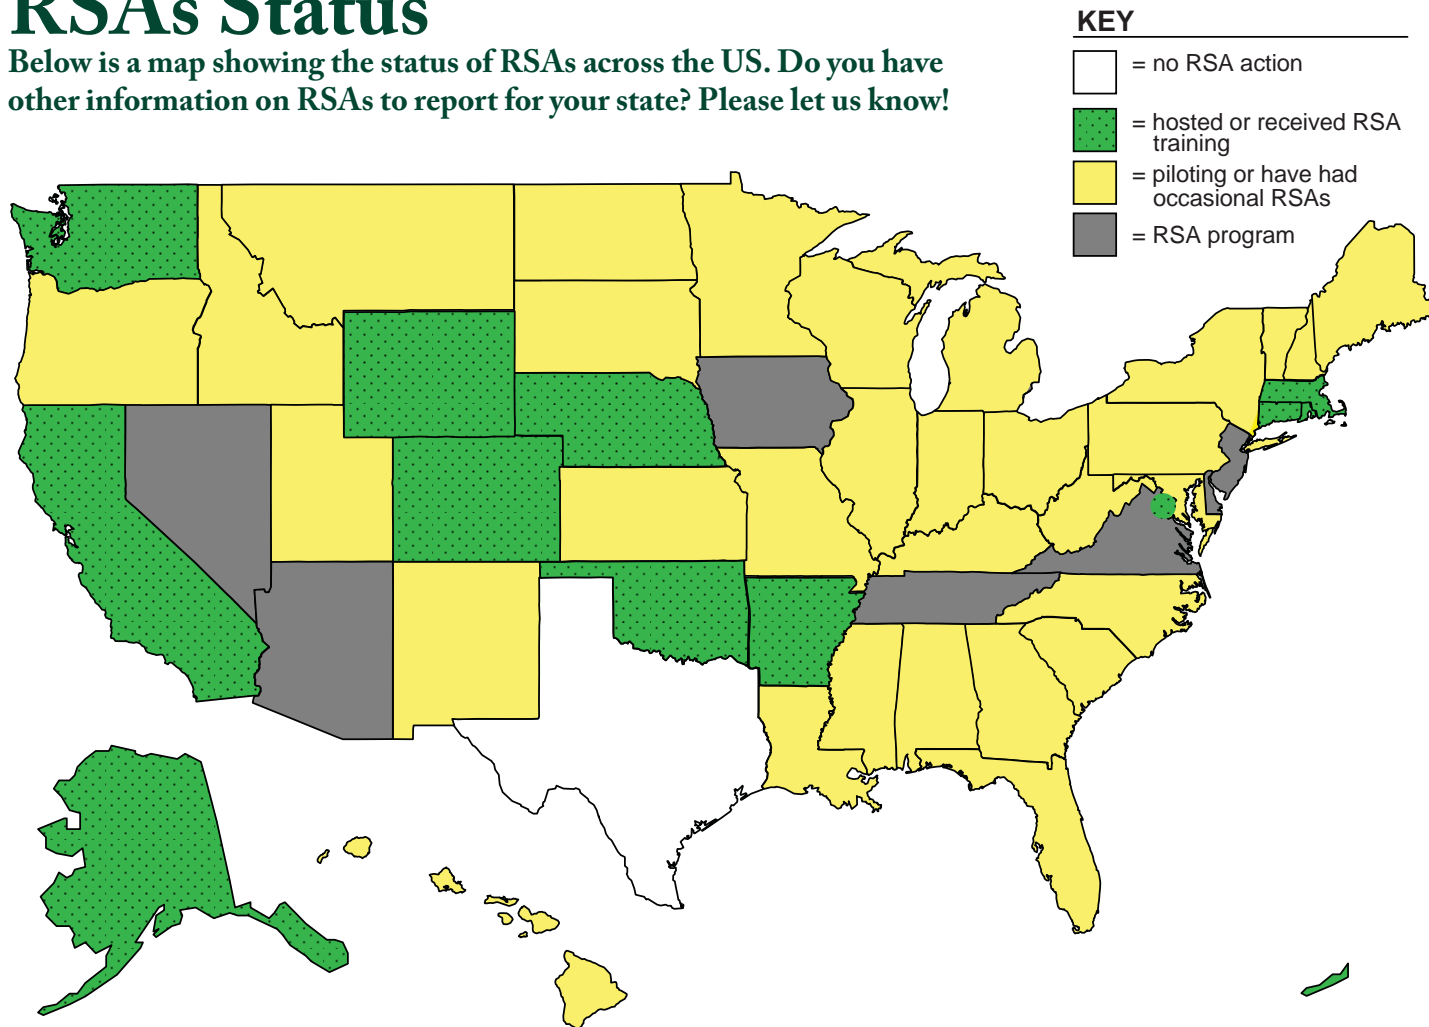 RSAs Status
Below is a map showing the status of RSAs across the US. Do you have
other information on RSAs to report for your state? Please let us know!
KEY
= no RSA action
= hosted or received RSA
training
= piloting or have had
occasional RSAs
= RSA program